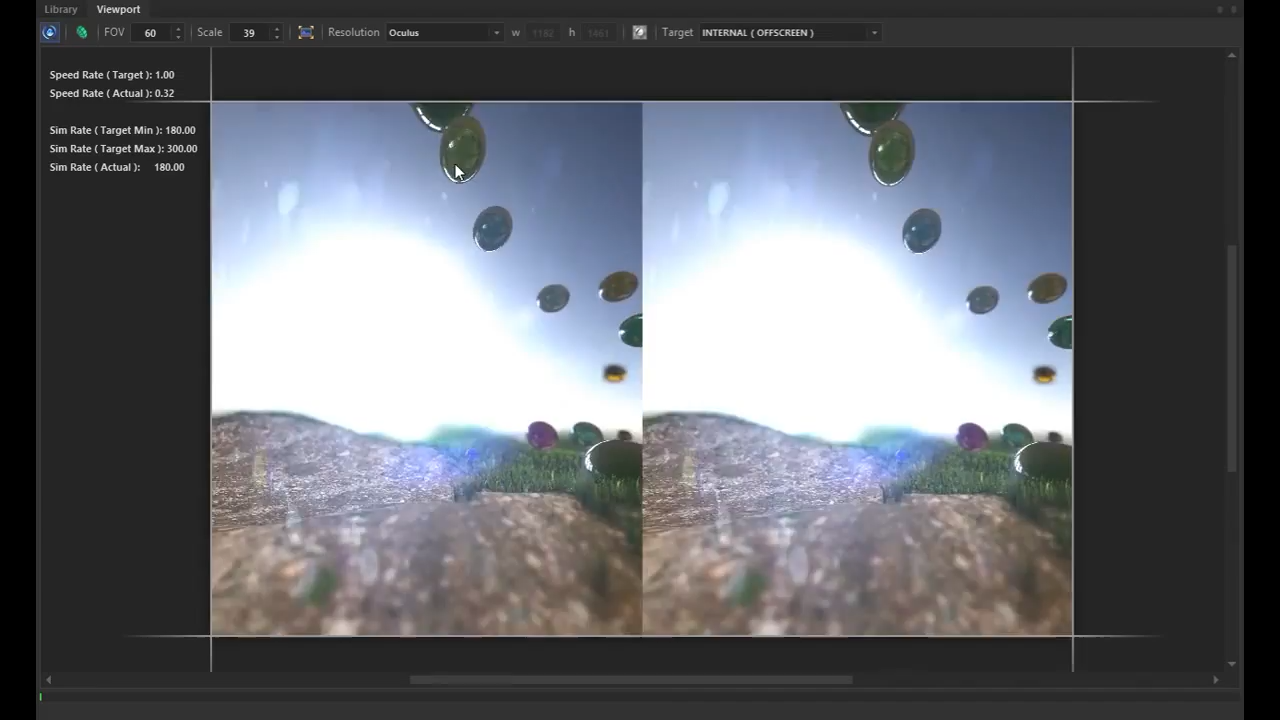 Library Viewport
FOV 60 Scale 39 Resolution Oculus w 1182 h 1461 Target INTERNAL ( OFFSCREEN )
Speed Rate ( Target ): 1.00
Speed Rate ( Actual ): 0.32
Sim Rate ( Target Min ): 180.00
Sim Rate ( Target Max ): 300.00
Sim Rate ( Actual ): 180.00